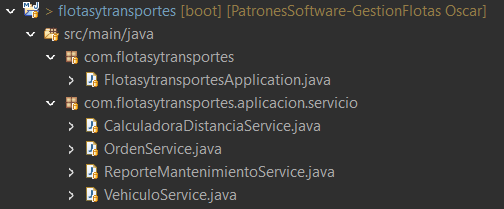 > flotasytransportes [boot] [PatronesSoftware-GestionFlotas Oscar]
src/main/java
com.flotasytransportes
> FlotasytransportesApplication.java
com.flotasytransportes.aplicacion.servicio
> CalculadoraDistanciaService.java
> OrdenService.java
> ReporteMantenimientoService.java
> VehiculoService.java